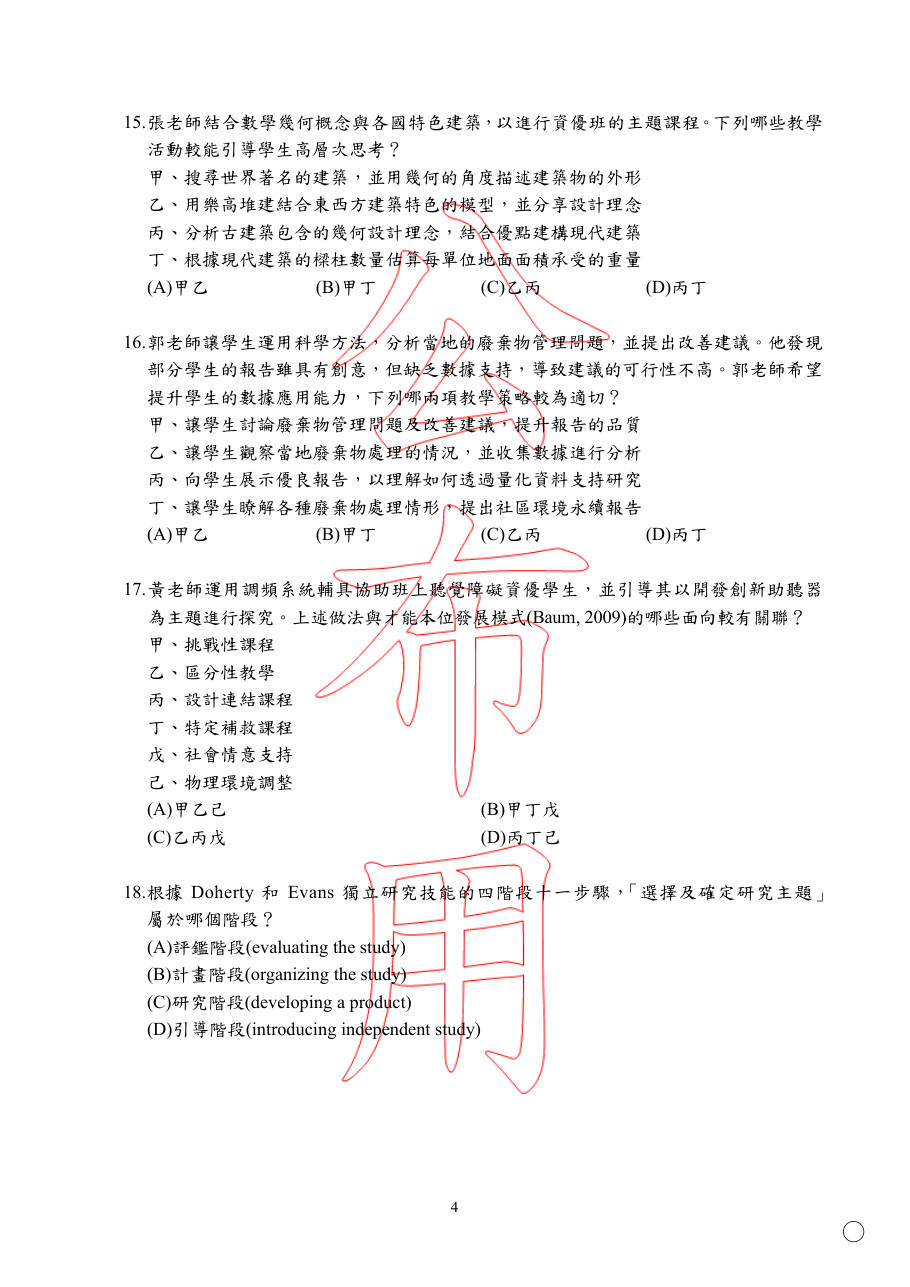 15.張老師結合數學幾何概念與各國特色建築，以進行資優班的主題課程。下列哪些教學
活動較能引導學生高層次思考？
甲、搜尋世界著名的建築，並用幾何的角度描述建築物的外形
乙、用樂高堆建結合東西方建築特色的模型，並分享設計理念
丙、分析古建築包含的幾何設計理念，結合優點建構現代建築
丁、根據現代建築的樑柱數量估算每單位地面面積承受的重量
(A)甲乙 (B)甲丁 (C)乙丙 (D)丙丁
16.郭老師讓學生運用科學方法，分析當地的廢棄物管理問題，並提出改善建議。他發現
部分學生的報告雖具有創意，但缺乏數據支持，導致建議的可行性不高。郭老師希望
提升學生的數據應用能力，下列哪兩項教學策略較為適切？
甲、讓學生討論廢棄物管理問題及改善建議，提升報告的品質
乙、讓學生觀察當地廢棄物處理的情況，並收集數據進行分析
丙、向學生展示優良報告，以理解如何透過量化資料支持研究
丁、讓學生瞭解各種廢棄物處理情形，提出社區環境永續報告
(A)甲乙 (B)甲丁 (C)乙丙 (D)丙丁
17.黃老師運用調頻系統輔具協助班上聽覺障礙資優學生，並引導其以開發創新助聽器
為主題進行探究。上述做法與才能本位發展模式(Baum, 2009)的哪些面向較有關聯？
甲、挑戰性課程
乙、區分性教學
丙、設計連結課程
丁、特定補救課程
戊、社會情意支持
己、物理環境調整
(A)甲乙己 (B)甲丁戊
(C)乙丙戊 (D)丙丁己
18.根據 Doherty 和 Evans 獨立研究技能的四階段十一步驟，「選擇及確定研究主題」
屬於哪個階段？
(A)評鑑階段(evaluating the study)
(B)計畫階段(organizing the study)
(C)研究階段(developing a product)
(D)引導階段(introducing independent study)
公
布
用
4